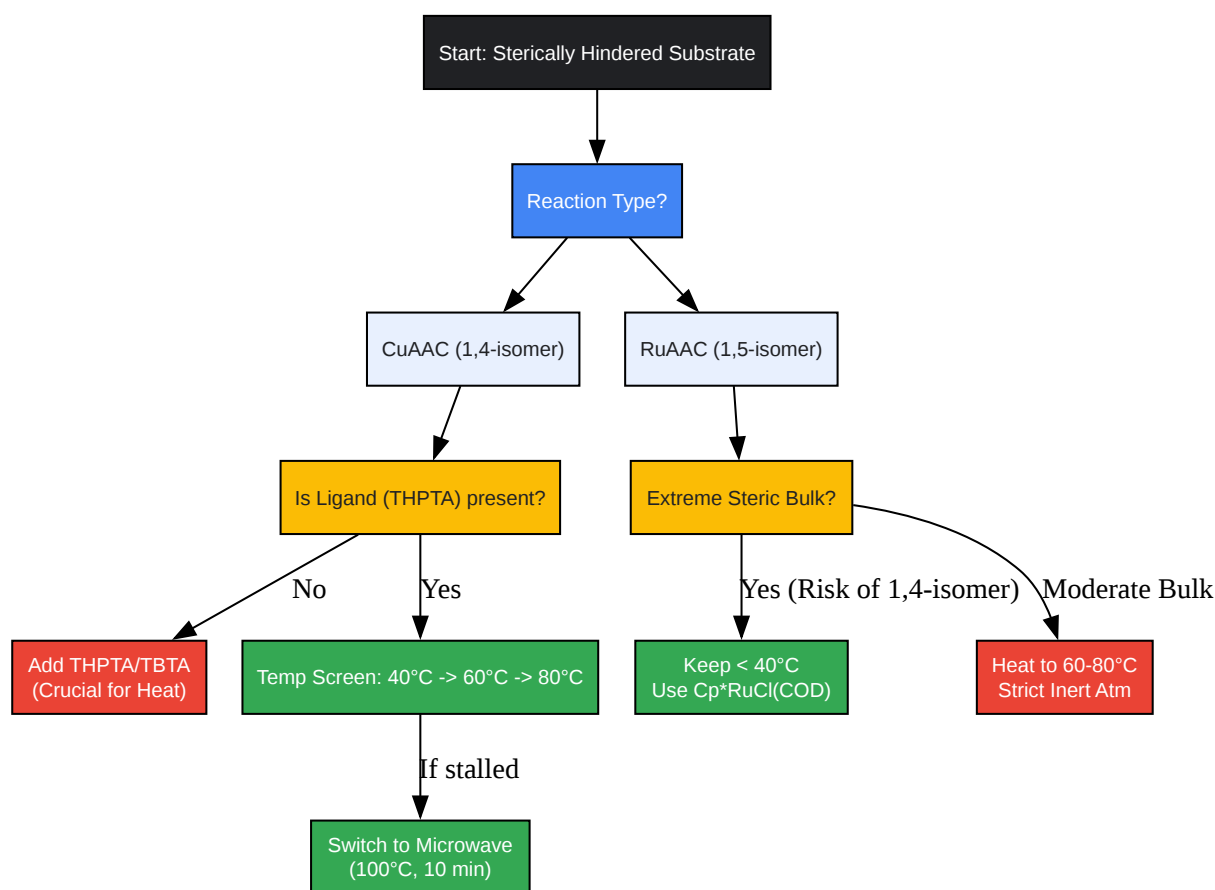 Start: Sterically Hindered Substrate
Reaction Type?
CuAAC (1,4-isomer)
RuAAC (1,5-isomer)
Is Ligand (THPTA) present?
Extreme Steric Bulk?
No
Yes
Yes (Risk of 1,4-isomer)
Moderate Bulk
Add THPTA/TBTA
(Crucial for Heat)
Temp Screen: 40°C -> 60°C -> 80°C
Keep < 40°C
Use Cp*RuCl(COD)
Heat to 60-80°C
Strict Inert Atm
If stalled
Switch to Microwave
(100°C, 10 min)